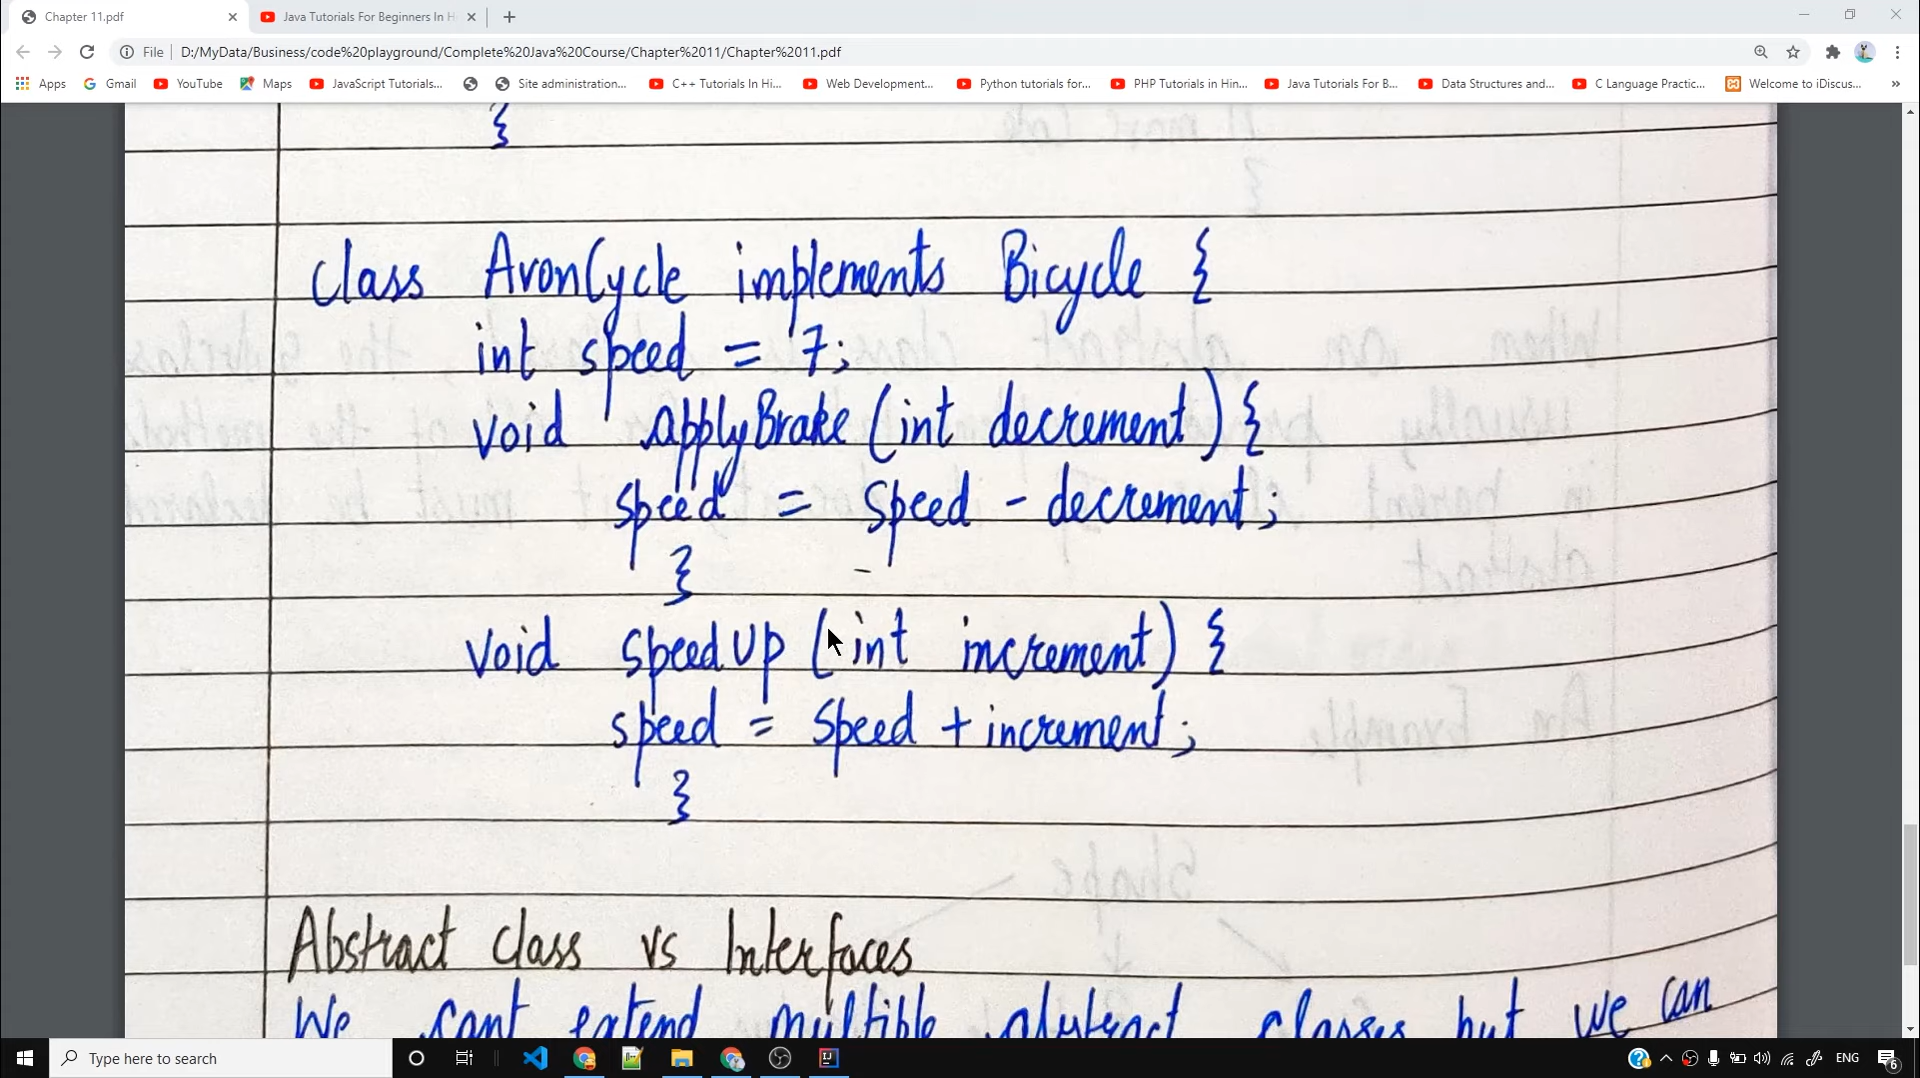 Chapter 11.pdf
Java Tutorials For Beginners In H
File
D:/MyData/Business/code%20playground/Complete%20Java%20Course/Chapter%2011/Chapter%2011.pdf
Apps
Gmail
YouTube
Maps
JavaScript Tutorials...
Site administration...
C++ Tutorials In Hi...
Web Development...
Python tutorials for...
PHP Tutorials in Hin...
Java Tutorials For B...
Data Structures and...
C Language Practic...
Welcome to iDiscus...
}
class AvonCycle implements Bicycle {
int speed = 7;
void applyBrake (int decrement) {
speed = speed - decrement;
}
void speedUp (int increment) {
speed = speed + increment;
}
Abstract class vs Interfaces
We cant extend multiple abstract classes but we can
Type here to search
ENG
6